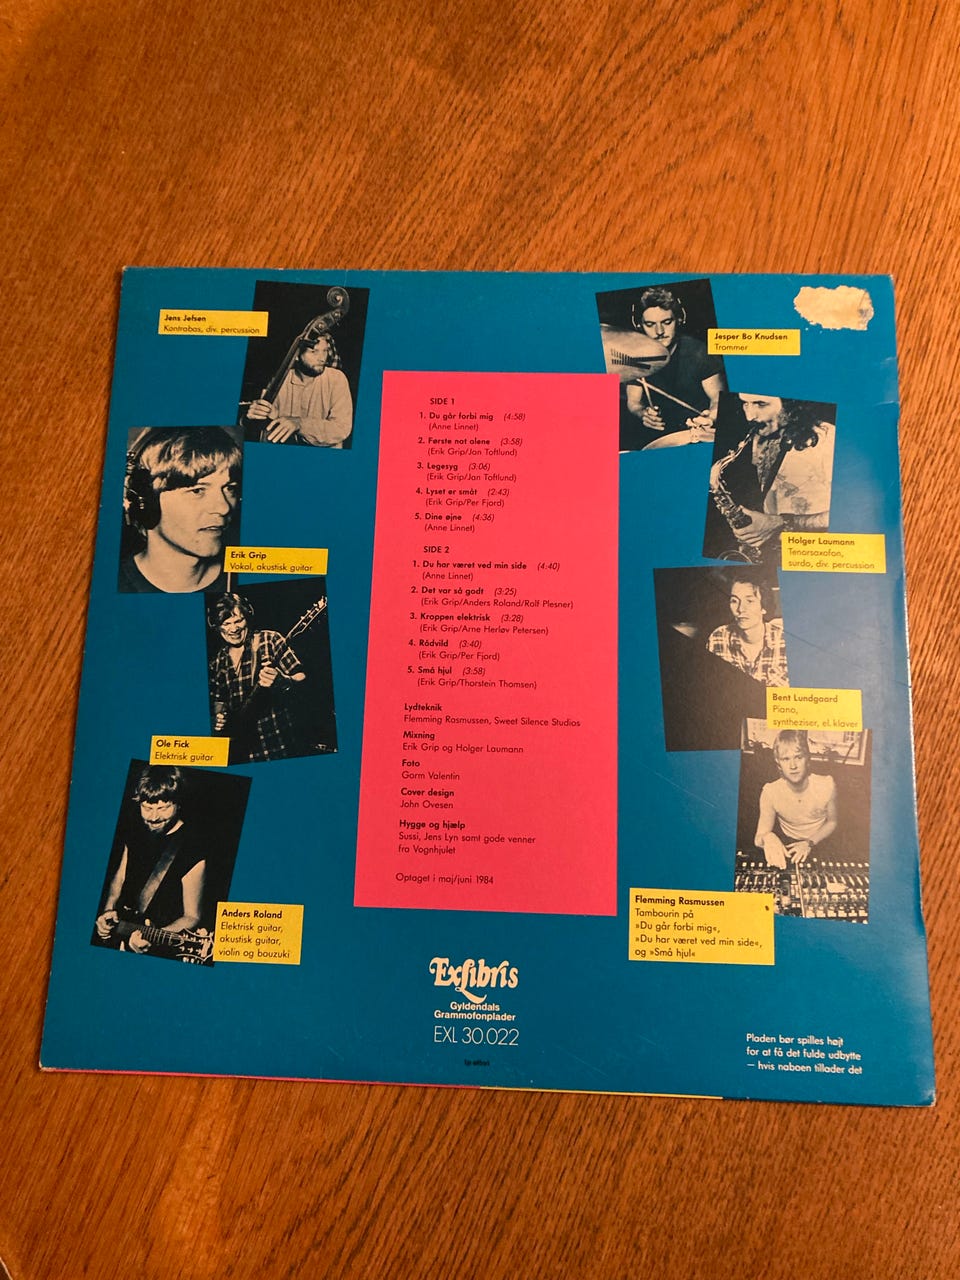 Jens Jefsen
Kontrabas, div. percussion
Jesper Bo Knudsen
Trommer
Erik Grip
Vokal, akustisk guitar
Holger Laumann
Tenorsaxofon,
surdo, div. percussion
Ole Fick
Elektrisk guitar
Bent Lundgaard
Piano,
syntheziser, el. klaver
Anders Roland
Elektrisk guitar,
akustisk guitar,
violin og bouzuki
Flemming Rasmussen
Tambourin på
»Du går forbi mig«,
»Du har været ved min side«,
og »Små hjul«
SIDE 1
1. Du går forbi mig (4:58)
(Anne Linnet)
2. Første nat alene (3:58)
(Erik Grip/Jan Toftlund)
3. Legesyg (3:06)
(Erik Grip/Jan Toftlund)
4. Lyset er småt (2:43)
(Erik Grip/Per Fjord)
5. Dine øjne (4:36)
(Anne Linnet)
SIDE 2
1. Du har været ved min side (4:40)
(Anne Linnet)
2. Det var så godt (3:25)
(Erik Grip/Anders Roland/Rolf Plesner)
3. Kroppen elektrisk (3:28)
(Erik Grip/Arne Herløv Petersen)
4. Rådvild (3:40)
(Erik Grip/Per Fjord)
5. Små hjul (3:58)
(Erik Grip/Thorstein Thomsen)
Lydteknik
Flemming Rasmussen, Sweet Silence Studios
Mixning
Erik Grip og Holger Laumann
Foto
Gorm Valentin
Cover design
John Ovesen
Hygge og hjælp
Sussi, Jens Lyn samt gode venner
fra Vognhjulet
Optaget i maj/juni 1984
ExLibris
Gyldendals
Grammofonplader
EXL 30.022
Pladen bør spilles højt
for at få det fulde udbytte
— hvis naboen tillader det